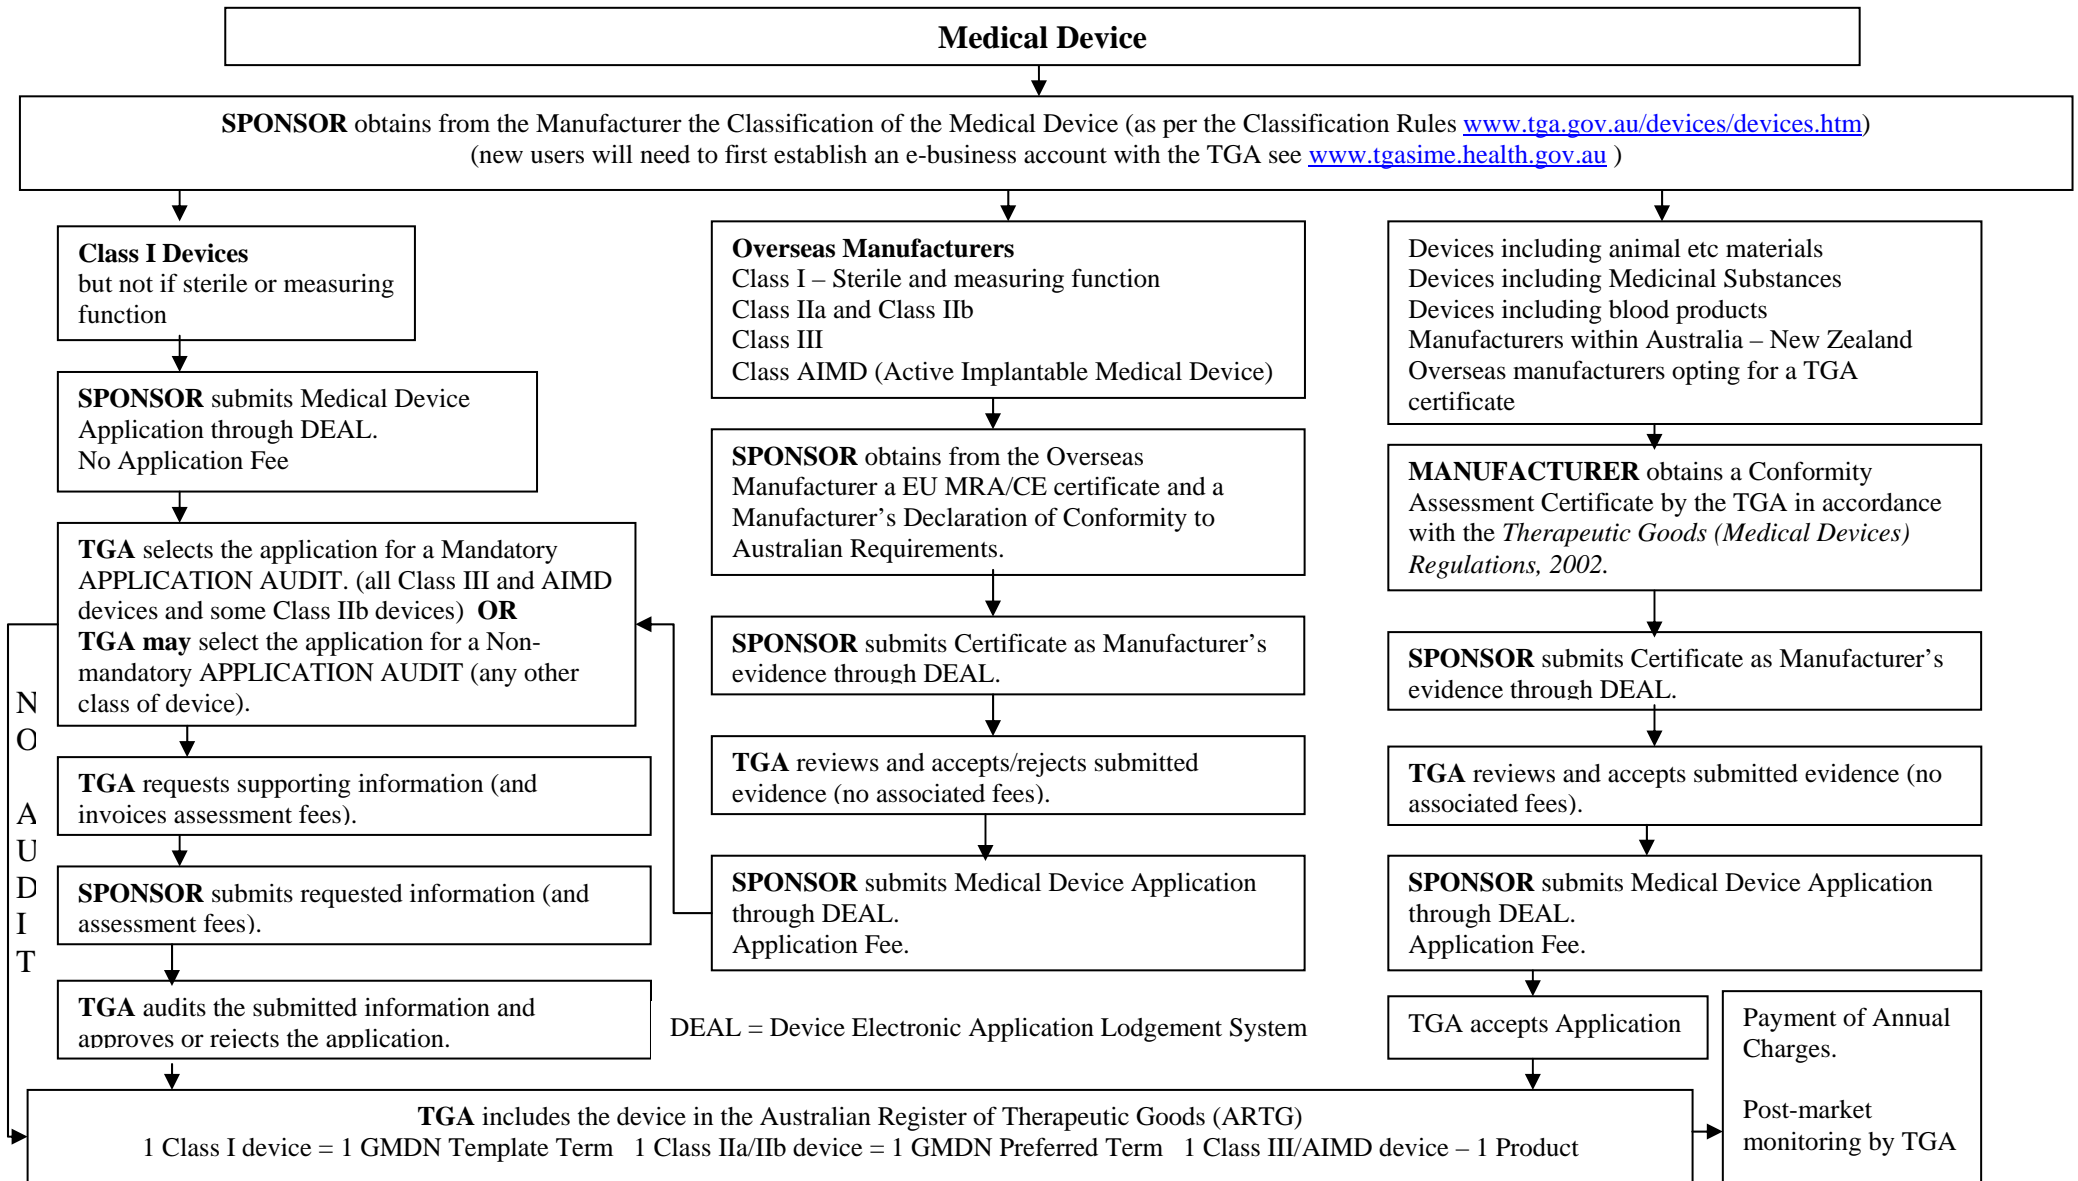 Medical Device
SPONSOR obtains from the Manufacturer the Classification of the Medical Device (as per the Classification Rules www.tga.gov.au/devices/devices.htm)
(new users will need to first establish an e-business account with the TGA see www.tgasime.health.gov.au )
Class I Devices
but not if sterile or measuring
function
SPONSOR submits Medical Device
Application through DEAL.
No Application Fee
TGA selects the application for a Mandatory
APPLICATION AUDIT. (all Class III and AIMD
devices and some Class IIb devices) OR
TGA may select the application for a Non-
mandatory APPLICATION AUDIT (any other
class of device).
NO AUDIT
TGA requests supporting information (and
invoices assessment fees).
SPONSOR submits requested information (and
assessment fees).
TGA audits the submitted information and
approves or rejects the application.
Overseas Manufacturers
Class I – Sterile and measuring function
Class IIa and Class IIb
Class III
Class AIMD (Active Implantable Medical Device)
SPONSOR obtains from the Overseas
Manufacturer a EU MRA/CE certificate and a
Manufacturer’s Declaration of Conformity to
Australian Requirements.
SPONSOR submits Certificate as Manufacturer’s
evidence through DEAL.
TGA reviews and accepts/rejects submitted
evidence (no associated fees).
SPONSOR submits Medical Device Application
through DEAL.
Application Fee.
DEAL = Device Electronic Application Lodgement System
Devices including animal etc materials
Devices including Medicinal Substances
Devices including blood products
Manufacturers within Australia – New Zealand
Overseas manufacturers opting for a TGA
certificate
MANUFACTURER obtains a Conformity
Assessment Certificate by the TGA in accordance
with the Therapeutic Goods (Medical Devices)
Regulations, 2002.
SPONSOR submits Certificate as Manufacturer’s
evidence through DEAL.
TGA reviews and accepts submitted evidence (no
associated fees).
SPONSOR submits Medical Device Application
through DEAL.
Application Fee.
TGA accepts Application
TGA includes the device in the Australian Register of Therapeutic Goods (ARTG)
1 Class I device = 1 GMDN Template Term 1 Class IIa/IIb device = 1 GMDN Preferred Term 1 Class III/AIMD device – 1 Product
Payment of Annual
Charges.
Post-market
monitoring by TGA